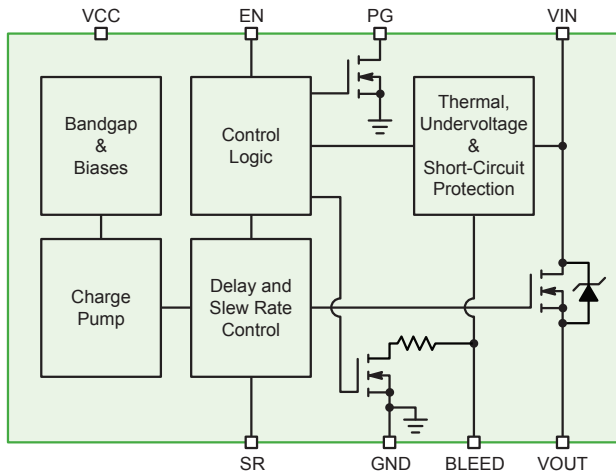 VCC
EN
PG
VIN
Bandgap
&
Biases
Control
Logic
Thermal,
Undervoltage
&
Short-Circuit
Protection
Charge
Pump
Delay and
Slew Rate
Control
SR
GND
BLEED
VOUT